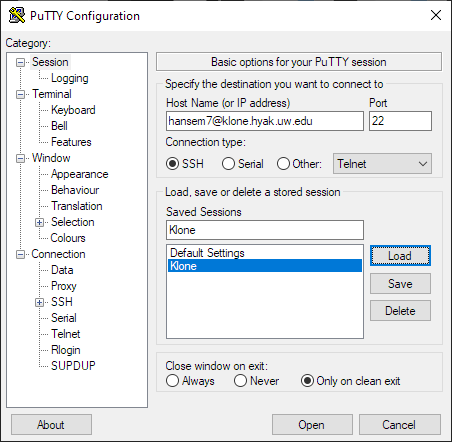 PuTTY Configuration
Category:
Session
Logging
Terminal
Keyboard
Bell
Features
Window
Appearance
Behaviour
Translation
Selection
Colours
Connection
Data
Proxy
SSH
Serial
Telnet
Rlogin
SUPDUP
Basic options for your PuTTY session
Specify the destination you want to connect to
Host Name (or IP address) Port
hansem7@klone.hyak.uw.edu 22
Connection type:
SSH Serial Other: Telnet
Load, save or delete a stored session
Saved Sessions
Klone
Default Settings
Klone
Load
Save
Delete
Close window on exit:
Always Never Only on clean exit
About Open Cancel